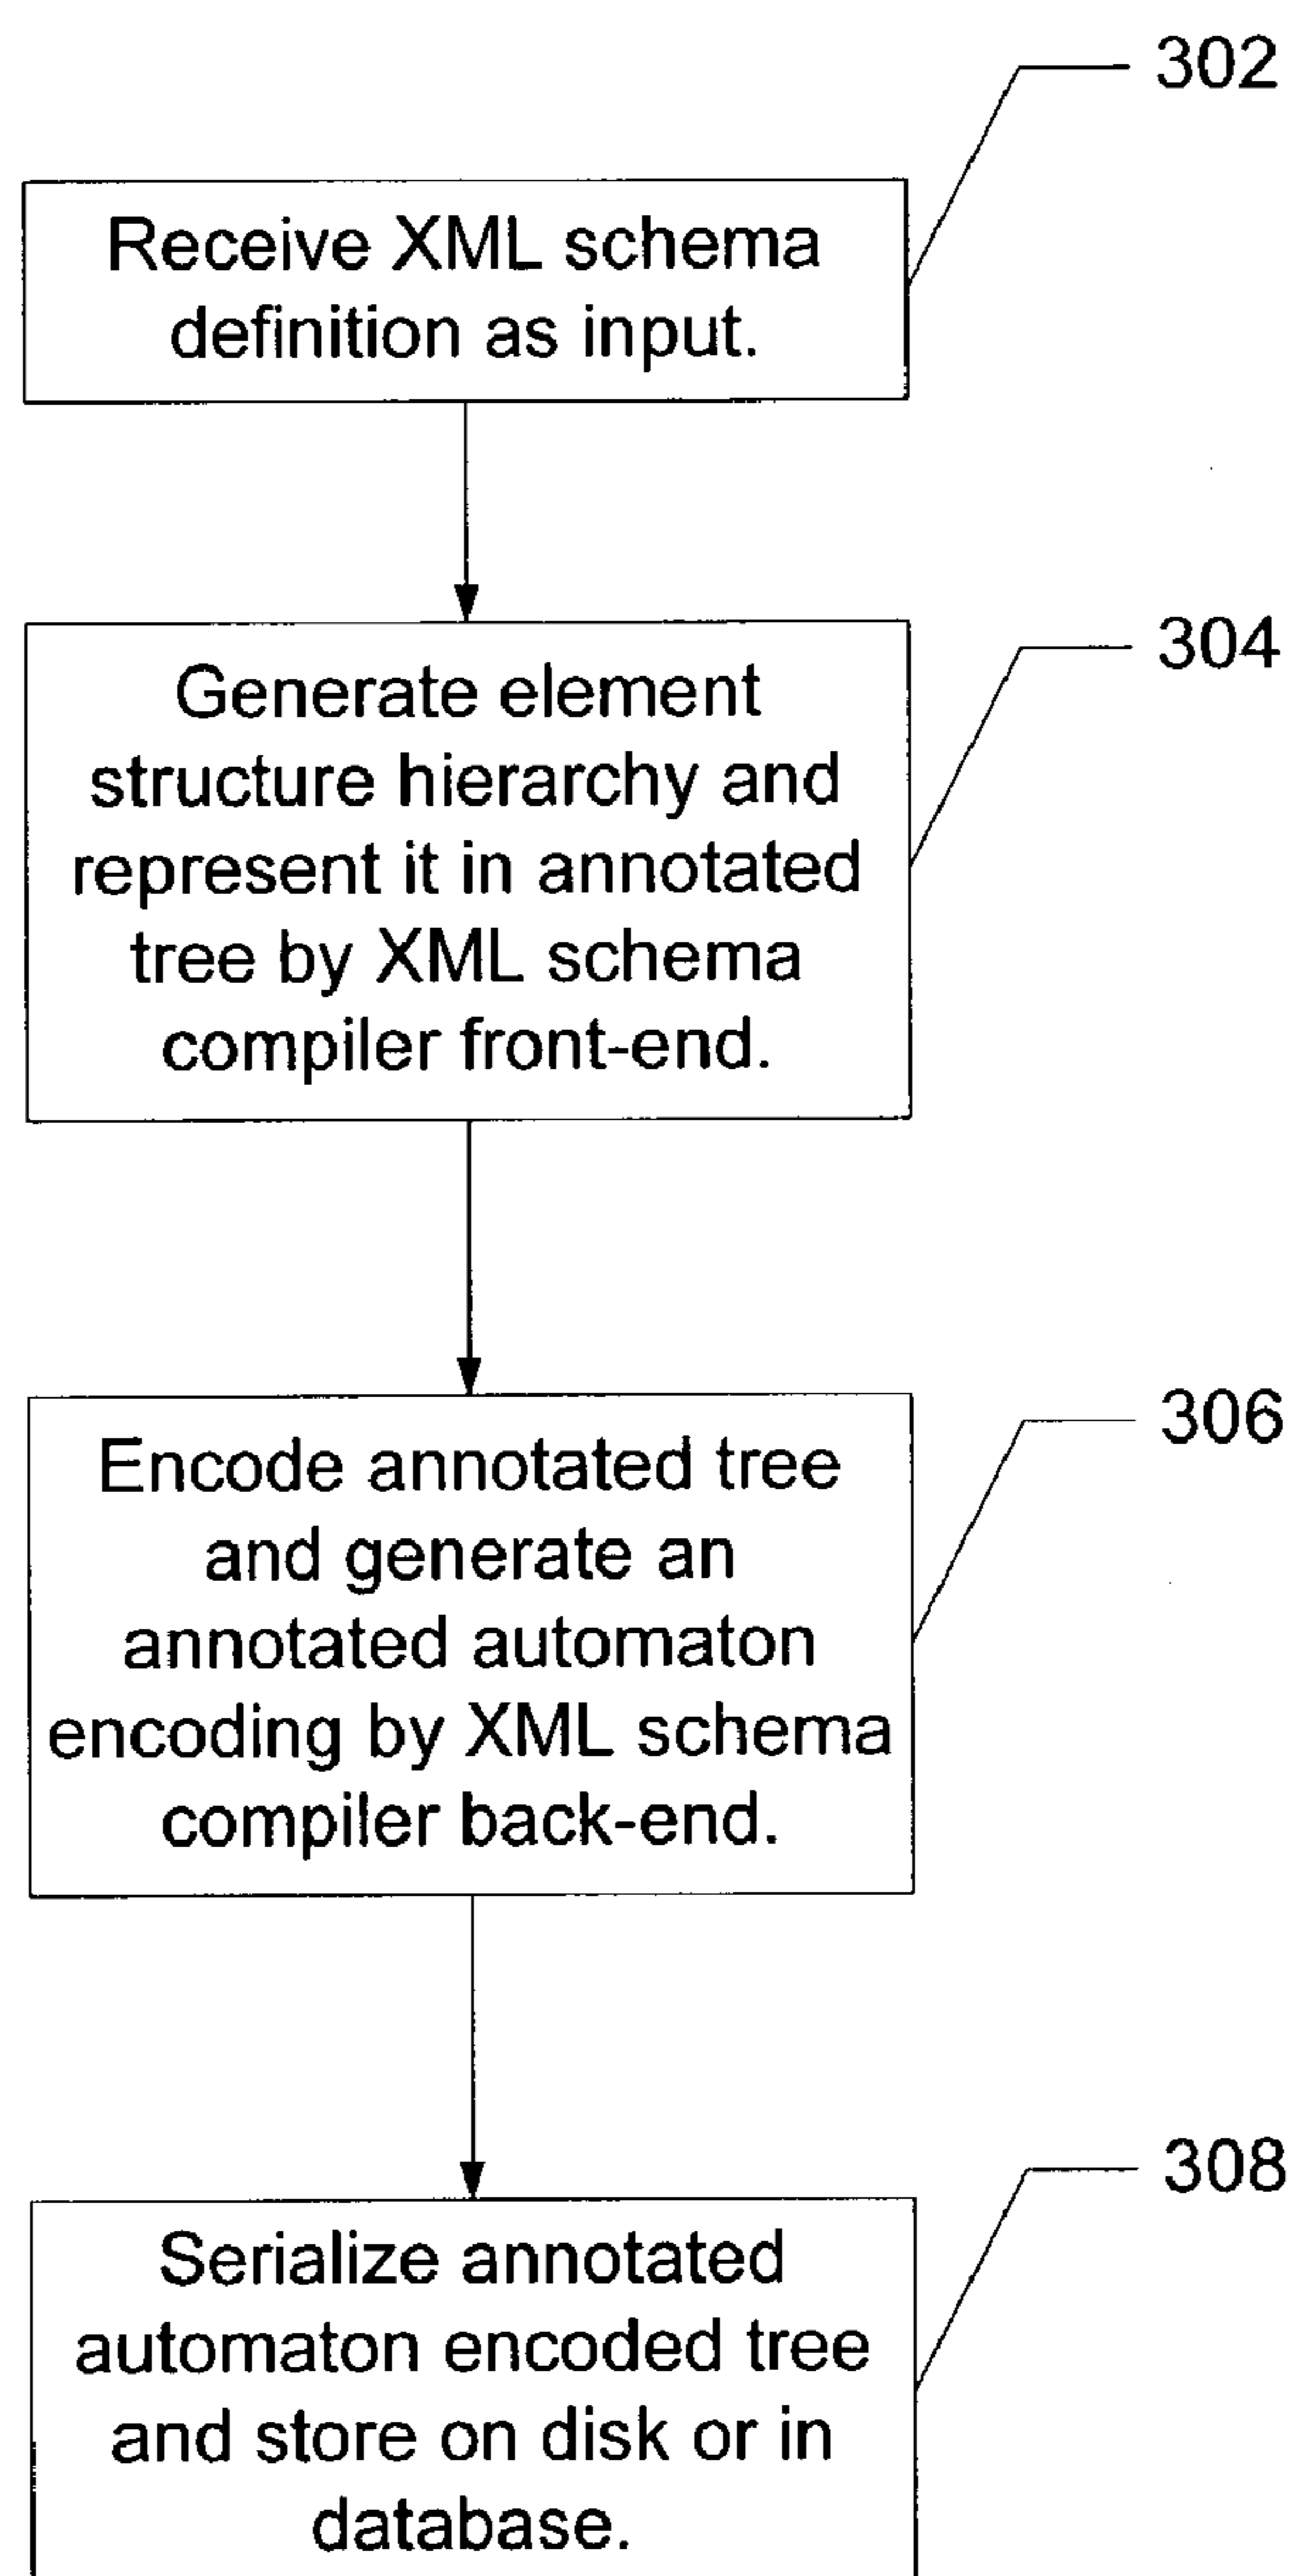 302
Receive XML schema
definition as input.
304
Generate element
structure hierarchy and
represent it in annotated
tree by XML schema
compiler front-end.
306
Encode annotated tree
and generate an
annotated automaton
encoding by XML schema
compiler back-end.
308
Serialize annotated
automaton encoded tree
and store on disk or in
database.